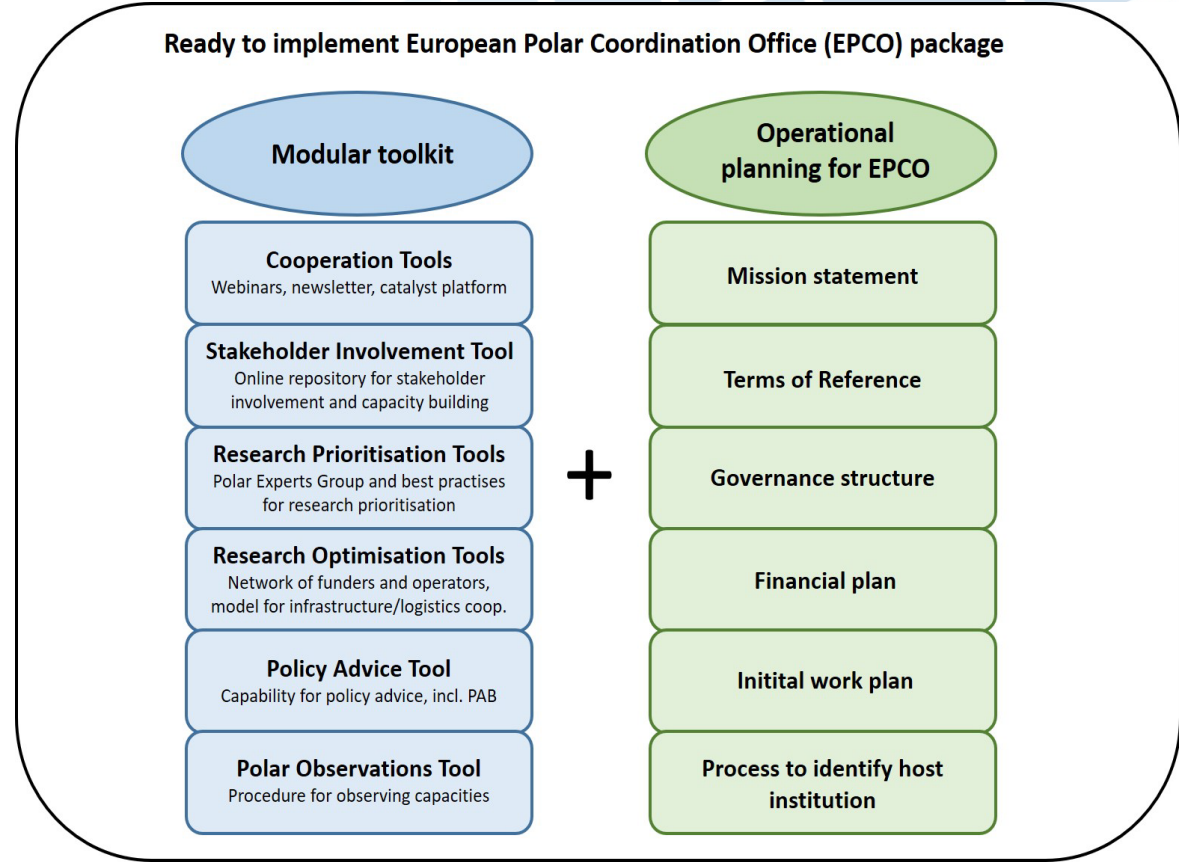 Ready to implement European Polar Coordination Office (EPCO) package
Modular toolkit
Cooperation Tools
Webinars, newsletter, catalyst platform
Stakeholder Involvement Tool
Online repository for stakeholder
involvement and capacity building
Research Prioritisation Tools
Polar Experts Group and best practises
for research prioritisation
Research Optimisation Tools
Network of funders and operators,
model for infrastructure/logistics coop.
Policy Advice Tool
Capability for policy advice, incl. PAB
Polar Observations Tool
Procedure for observing capacities
+
Operational
planning for EPCO
Mission statement
Terms of Reference
Governance structure
Financial plan
Initital work plan
Process to identify host
institution